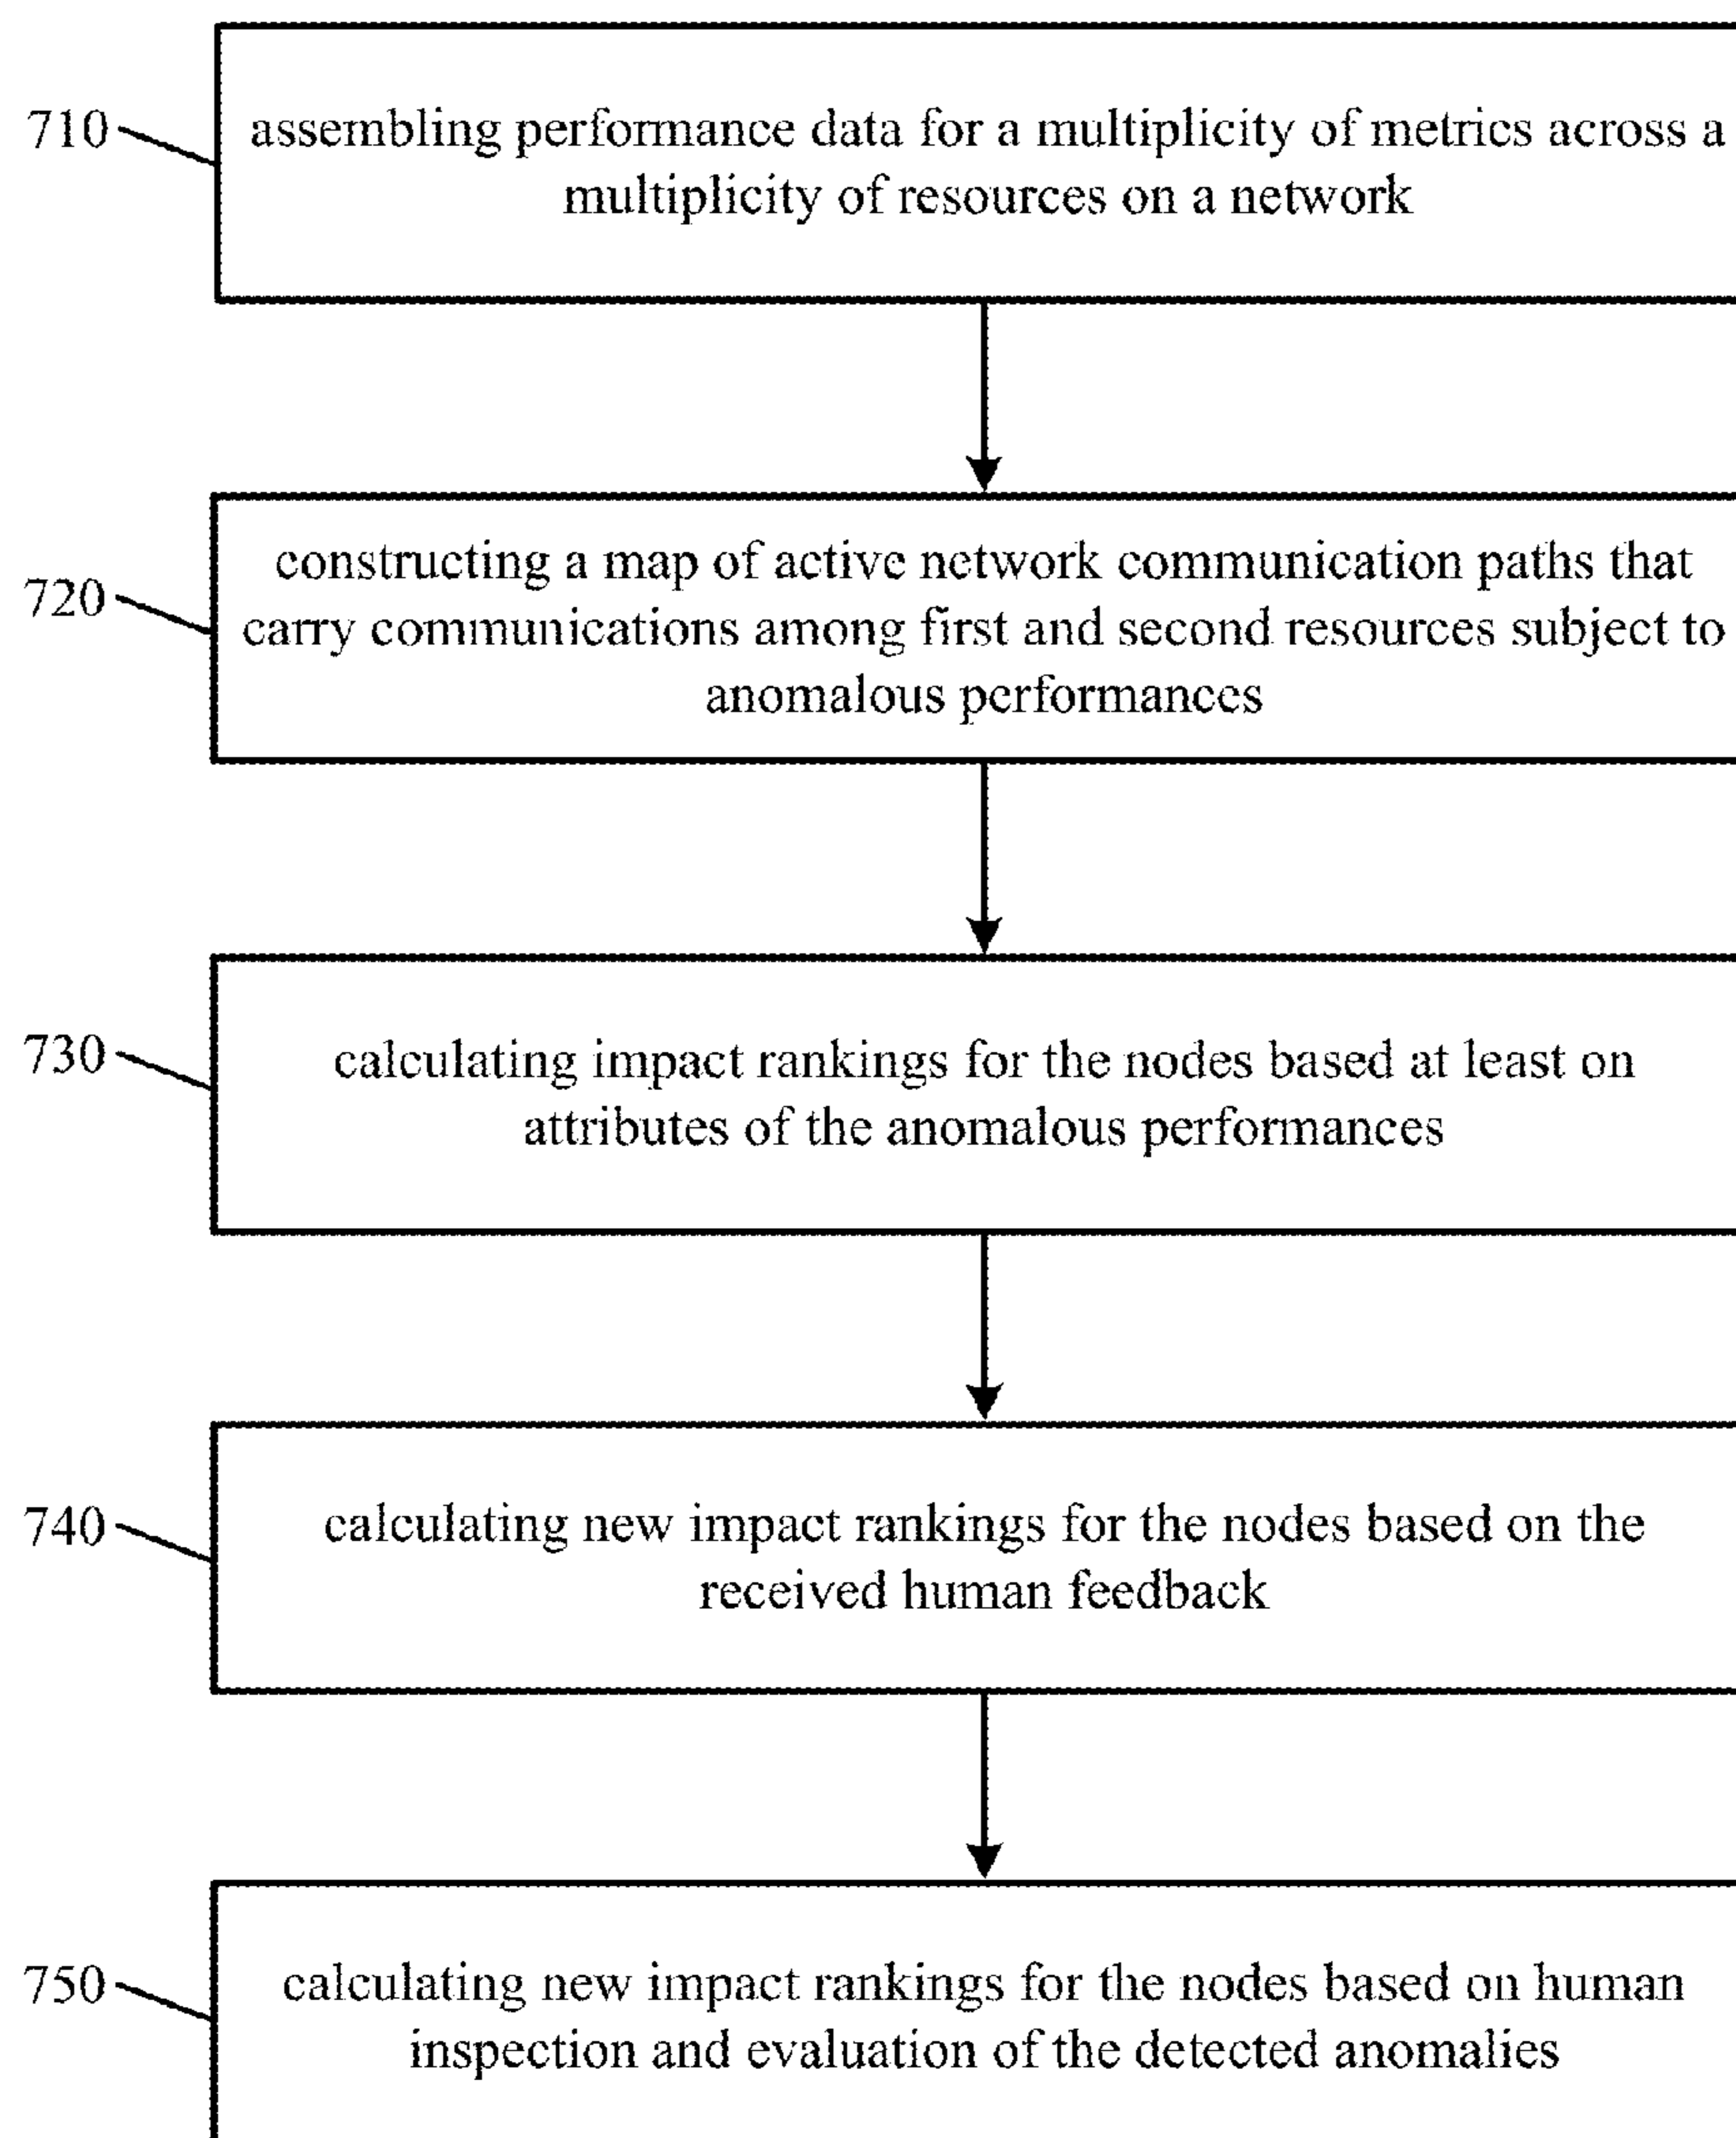 710
assembling performance data for a multiplicity of metrics across a
multiplicity of resources on a network
720
constructing a map of active network communication paths that
carry communications among first and second resources subject to
anomalous performances
730
calculating impact rankings for the nodes based at least on
attributes of the anomalous performances
740
calculating new impact rankings for the nodes based on the
received human feedback
750
calculating new impact rankings for the nodes based on human
inspection and evaluation of the detected anomalies